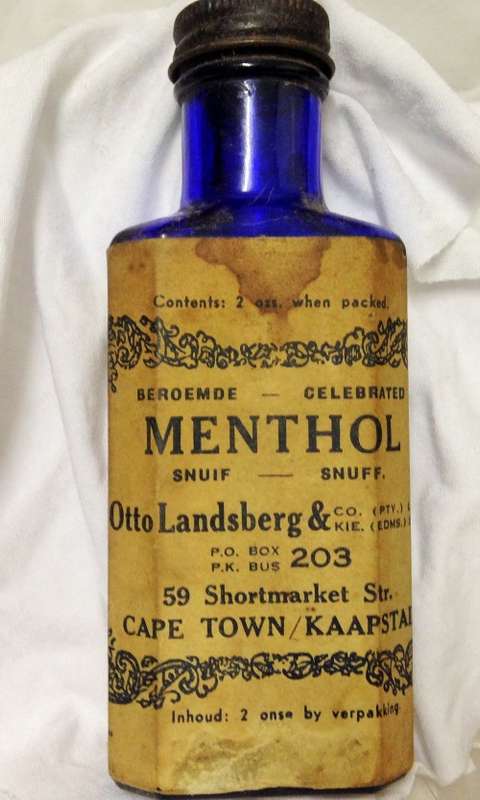 Contents: 2 ozs. when packed.
BEROEMDE — CELEBRATED
MENTHOL
SNUIF — SNUFF.
Otto Landsberg & CO. (PTY.)
KIE. (EDMS.)
P.O. BOX
P.K. BUS 203
59 Shortmarket Str.
CAPE TOWN/KAAPSTA
Inhoud: 2 onse by verpakking.